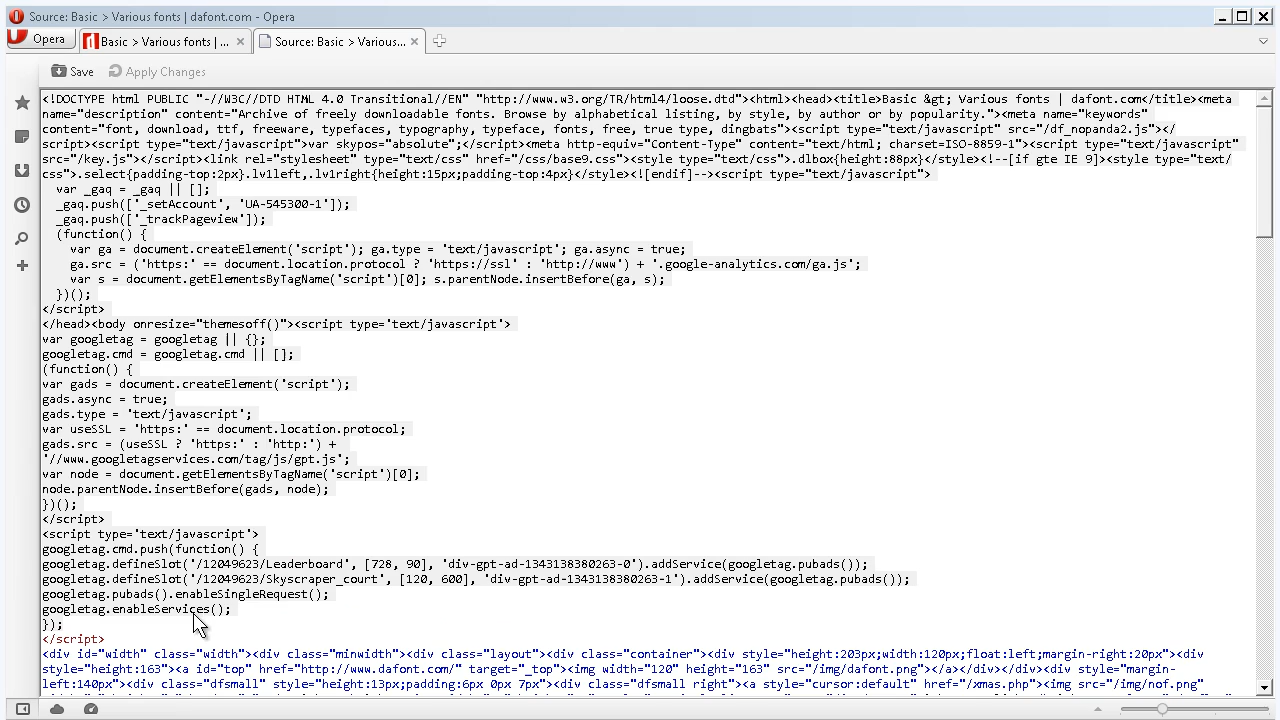 Source: Basic > Various fonts | dafont.com - Opera
Opera
Basic > Various fonts | ...
Source: Basic > Various...
Save
Apply Changes
<!DOCTYPE html PUBLIC "-//W3C//DTD HTML 4.0 Transitional//EN" "http://www.w3.org/TR/html4/loose.dtd"><html><head><title>Basic &gt; Various fonts | dafont.com</title><meta
name="description" content="Archive of freely downloadable fonts. Browse by alphabetical listing, by style, by author or by popularity."><meta name="keywords"
content="font, download, ttf, freeware, typefaces, typography, typeface, fonts, free, true type, dingbats"><script type="text/javascript" src="/df_nopanda2.js"></
script><script type="text/javascript">var skypos="absolute";</script><meta http-equiv="Content-Type" content="text/html; charset=ISO-8859-1"><script type="text/javascript"
src="/key.js"></script><link rel="stylesheet" type="text/css" href="/css/base9.css"><style type="text/css">.dlbox{height:88px}</style><!--[if gte IE 9]><style type="text/
css">.select{padding-top:2px}.lv1left,.lv1right{height:15px;padding-top:4px}</style><![endif]--><script type="text/javascript">
var _gaq = _gaq || [];
_gaq.push(['_setAccount', 'UA-545300-1']);
_gaq.push(['_trackPageview']);
(function() {
var ga = document.createElement('script'); ga.type = 'text/javascript'; ga.async = true;
ga.src = ('https:' == document.location.protocol ? 'https://ssl' : 'http://www') + '.google-analytics.com/ga.js';
var s = document.getElementsByTagName('script')[0]; s.parentNode.insertBefore(ga, s);
})();
</script>
</head><body onresize="themesoff()"><script type='text/javascript'>
var googletag = googletag || {};
googletag.cmd = googletag.cmd || [];
(function() {
var gads = document.createElement('script');
gads.async = true;
gads.type = 'text/javascript';
var useSSL = 'https:' == document.location.protocol;
gads.src = (useSSL ? 'https:' : 'http:') +
'//www.googletagservices.com/tag/js/gpt.js';
var node = document.getElementsByTagName('script')[0];
node.parentNode.insertBefore(gads, node);
})();
</script>
<script type='text/javascript'>
googletag.cmd.push(function() {
googletag.defineSlot('/12049623/Leaderboard', [728, 90], 'div-gpt-ad-1343138380263-0').addService(googletag.pubads());
googletag.defineSlot('/12049623/Skyscraper_court', [120, 600], 'div-gpt-ad-1343138380263-1').addService(googletag.pubads());
googletag.pubads().enableSingleRequest();
googletag.enableServices();
});
</script>
<div id="width" class="width"><div class="minwidth"><div class="layout"><div class="container"><div style="height:203px;width:120px;float:left;margin-right:20px"><div
style="height:163"><a id="top" href="http://www.dafont.com/" target="_top"><img width="120" height="163" src="/img/dafont.png"></a></div></div><div style="margin-
left:140px"><div class="dfsmall" style="height:13px;padding:6px 0px 7px"><div class="dfsmall right"><a style="cursor:default" href="/xmas.php"><img src="/img/nof.png"